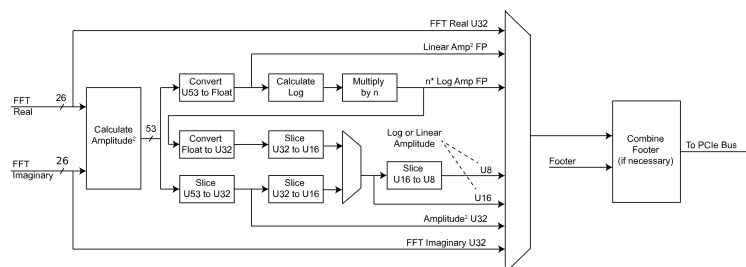 FFT Real U32
Linear Amp² FP
n* Log Amp FP
FFT
Real
26
Calculate
Amplitude²
53
Convert
U53 to Float
Calculate
Log
Multiply
by n
Convert
Float to U32
Slice
U32 to U16
Log or Linear
Amplitude
FFT
Imaginary
26
Slice
U53 to U32
Slice
U32 to U16
Slice
U16 to U8
U8
U16
Amplitude² U32
FFT Imaginary U32
Footer
Combine
Footer
(if necessary)
To PCIe Bus